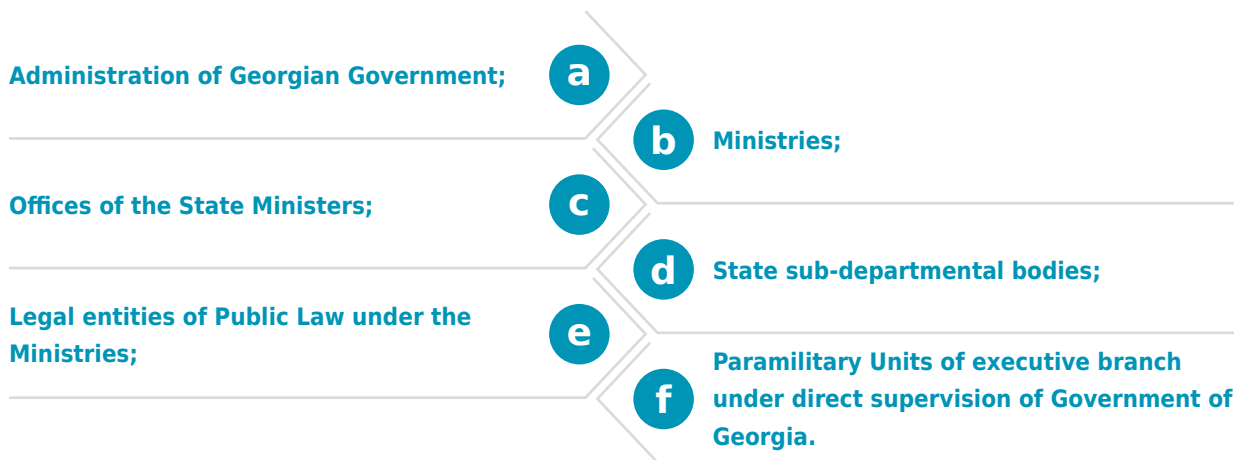 Administration of Georgian Government;
a
b
Ministries;
Offices of the State Ministers;
c
d
State sub-departmental bodies;
Legal entities of Public Law under the
Ministries;
e
f
Paramilitary Units of executive branch
under direct supervision of Government of
Georgia.